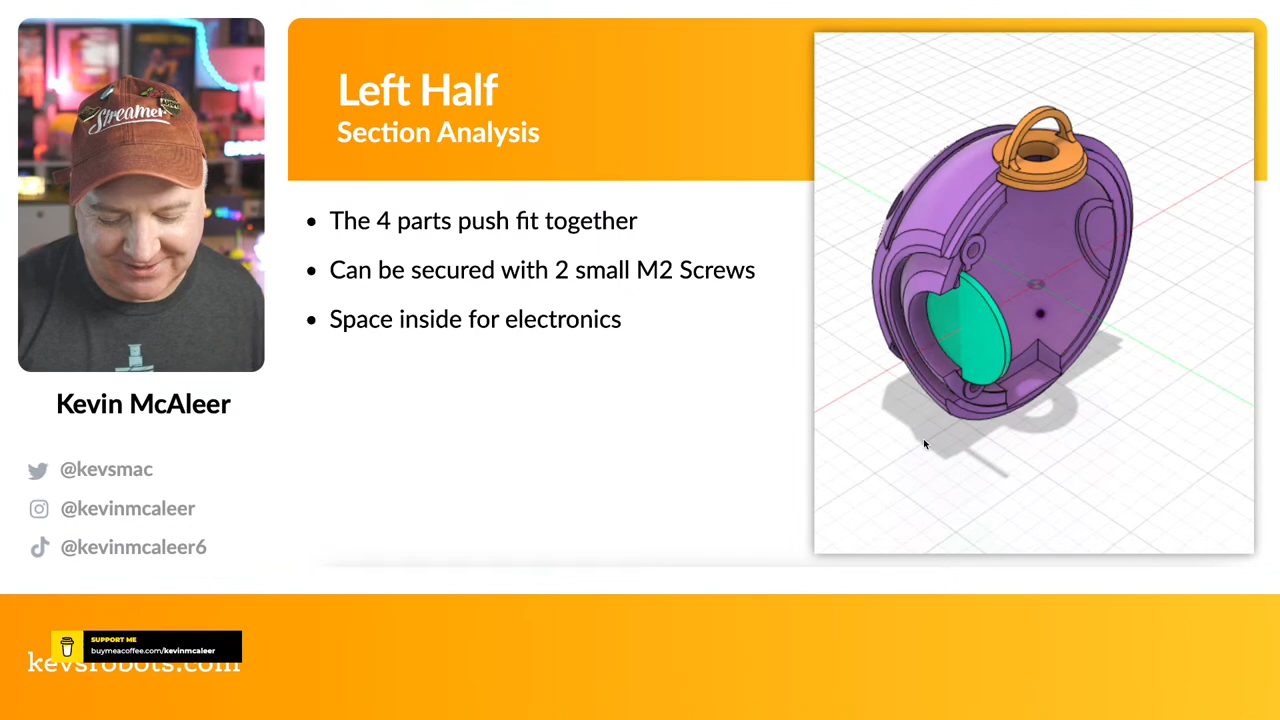 Streamer
Left Half
Section Analysis
• The 4 parts push fit together
• Can be secured with 2 small M2 Screws
• Space inside for electronics
Kevin McAleer
@kevsmac
@kevinmcaleer
@kevinmcaleer6
SUPPORT ME
buymeacoffee.com/kevinmcaleer
kevsrobots.com